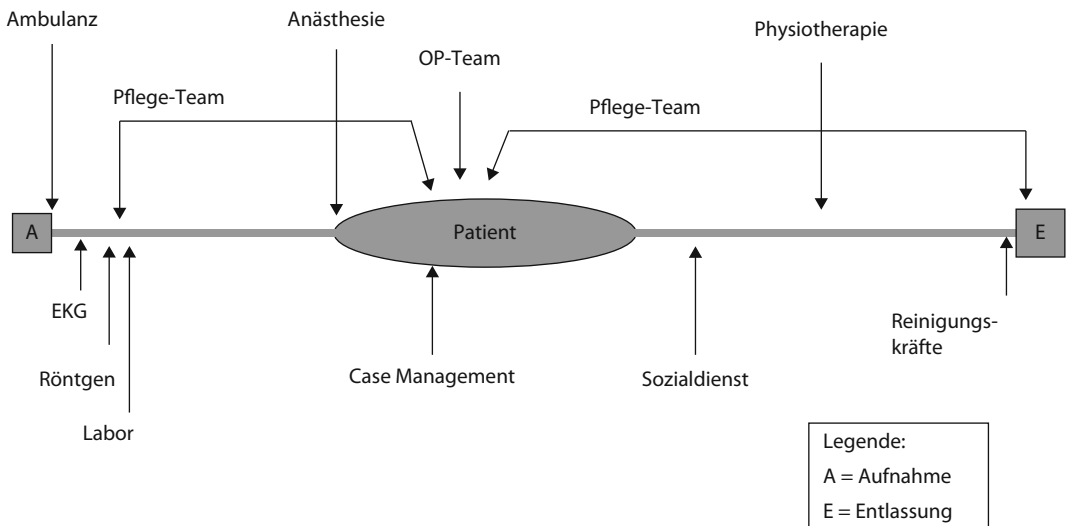 Ambulanz
Anästhesie
OP-Team
Physiotherapie
Pflege-Team
Pflege-Team
A
Patient
E
EKG
Röntgen
Labor
Case Management
Sozialdienst
Reinigungs-
kräfte
Legende:
A = Aufnahme
E = Entlassung